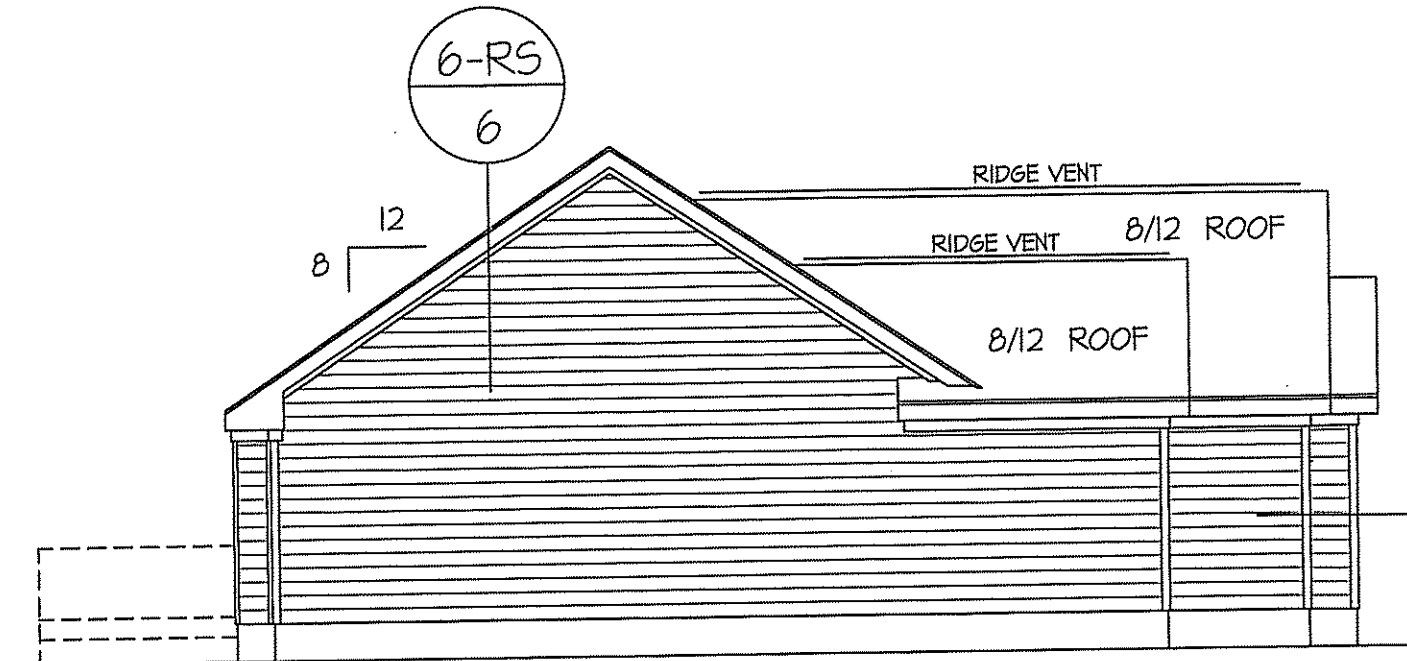 6-RS
6
RIDGE VENT
12
8/12 ROOF
RIDGE VENT
8
8/12 ROOF